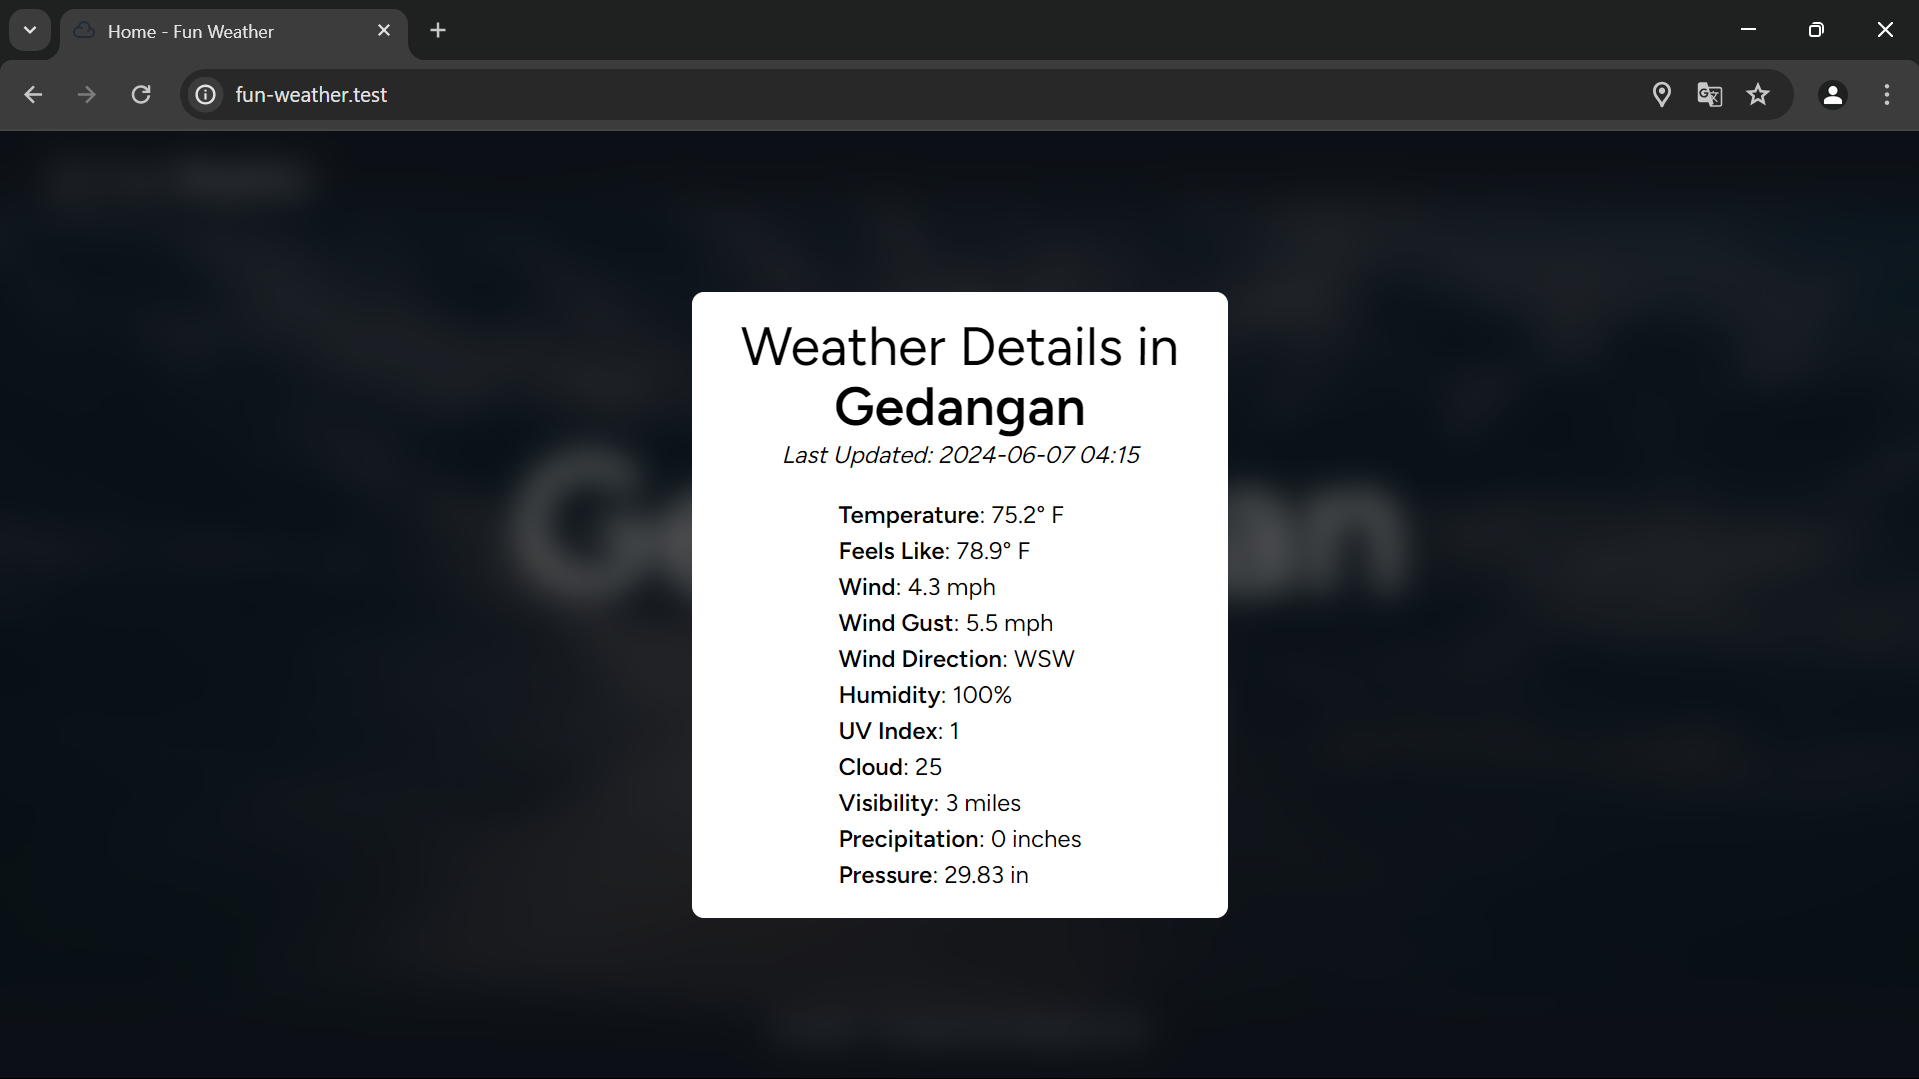 Home - Fun Weather
fun-weather.test
Weather Details in
Gedangan
Last Updated: 2024-06-07 04:15
Temperature: 75.2° F
Feels Like: 78.9° F
Wind: 4.3 mph
Wind Gust: 5.5 mph
Wind Direction: WSW
Humidity: 100%
UV Index: 1
Cloud: 25
Visibility: 3 miles
Precipitation: 0 inches
Pressure: 29.83 in